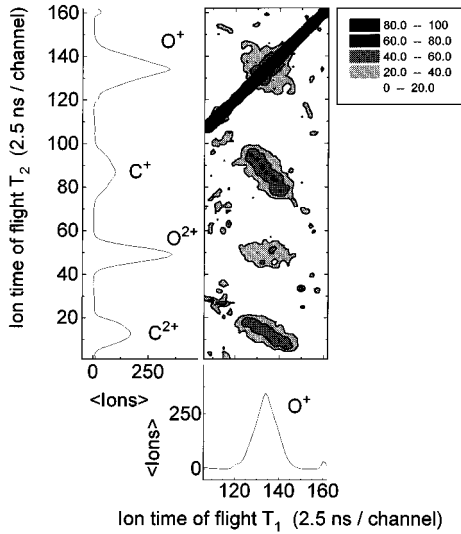 160
140
120
100
80
60
40
20
Ion time of flight T2 (2.5 ns / channel)
O+
C+
O2+
C2+
0 250
<Ions>
80.0 -- 100
60.0 -- 80.0
40.0 -- 60.0
20.0 -- 40.0
0 -- 20.0
250
0
<Ions>
O+
120 140 160
Ion time of flight T1 (2.5 ns / channel)